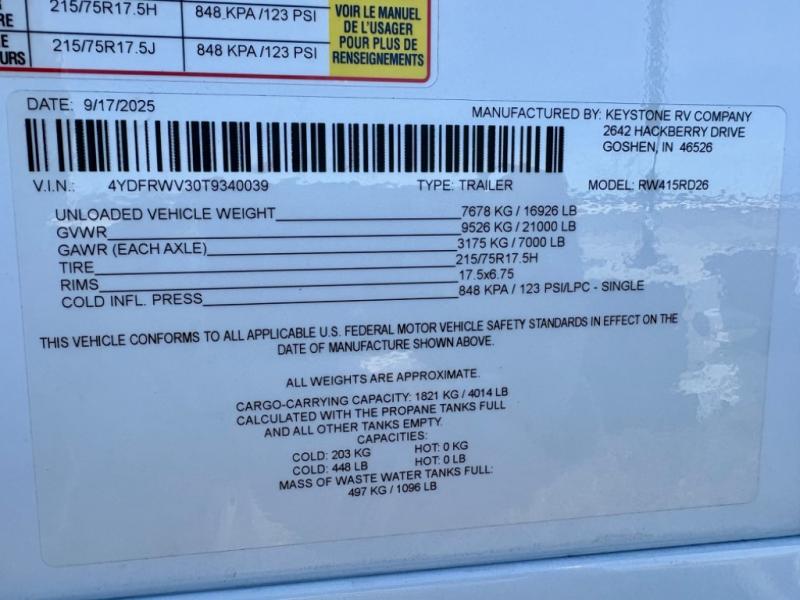 RE
215/75R17.5H
848 KPA/123 PSI
URS
215/75R17.5J
848 KPA/123 PSI
VOIR LE MANUEL
DE L'USAGER
POUR PLUS DE
RENSEIGNEMENTS
DATE: 9/17/2025
MANUFACTURED BY: KEYSTONE RV COMPANY
2642 HACKBERRY DRIVE
GOSHEN, IN 46526
V.I.N.: 4YDFRWV30T9340039 TYPE: TRAILER MODEL: RW415RD26
UNLOADED VEHICLE WEIGHT 7678 KG / 16926 LB
GVWR 9526 KG / 21000 LB
GAWR (EACH AXLE) 3175 KG / 7000 LB
TIRE 215/75R17.5H
RIMS 17.5x6.75
COLD INFL. PRESS 848 KPA / 123 PSI/LPC - SINGLE
THIS VEHICLE CONFORMS TO ALL APPLICABLE U.S. FEDERAL MOTOR VEHICLE SAFETY STANDARDS IN EFFECT ON THE
DATE OF MANUFACTURE SHOWN ABOVE.
ALL WEIGHTS ARE APPROXIMATE.
CARGO-CARRYING CAPACITY: 1821 KG / 4014 LB
CALCULATED WITH THE PROPANE TANKS FULL
AND ALL OTHER TANKS EMPTY.
CAPACITIES:
COLD: 203 KG HOT: 0 KG
COLD: 448 LB HOT: 0 LB
MASS OF WASTE WATER TANKS FULL:
497 KG / 1096 LB